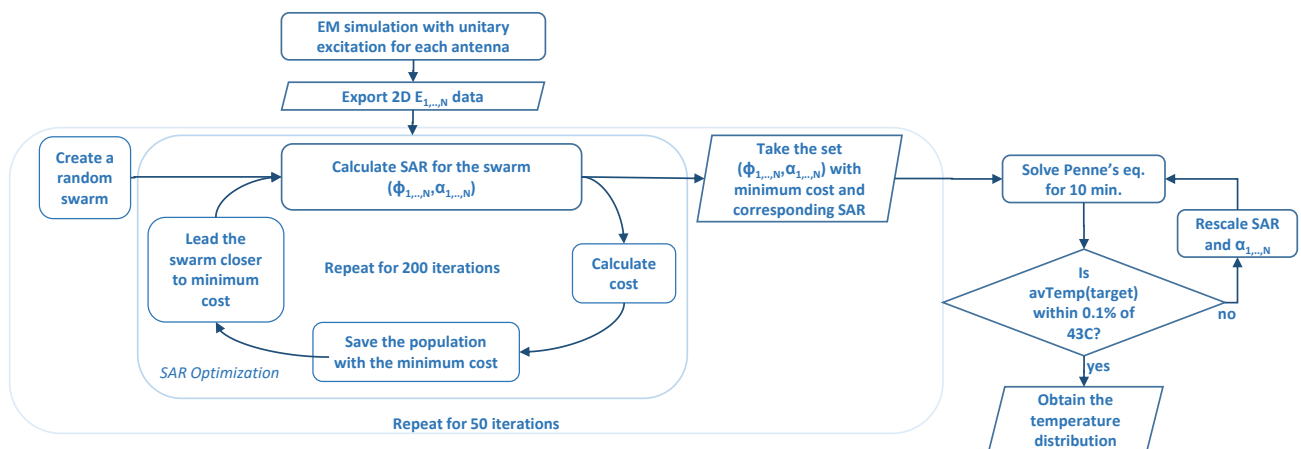 EM simulation with unitary
excitation for each antenna
Export 2D E1,..,N data
Create a
random
swarm
Calculate SAR for the swarm
(ϕ1,..,N,α1,..,N)
Take the set
(ϕ1,..,N,α1,..,N) with
minimum cost and
corresponding SAR
Solve Penne's eq.
for 10 min.
Rescale SAR
and α1,..,N
Lead the
swarm closer
to minimum
cost
Repeat for 200 iterations
Calculate
cost
Is
avTemp(target)
within 0.1% of
43C?
no
Save the population
with the minimum cost
SAR Optimization
yes
Repeat for 50 iterations
Obtain the
temperature
distribution